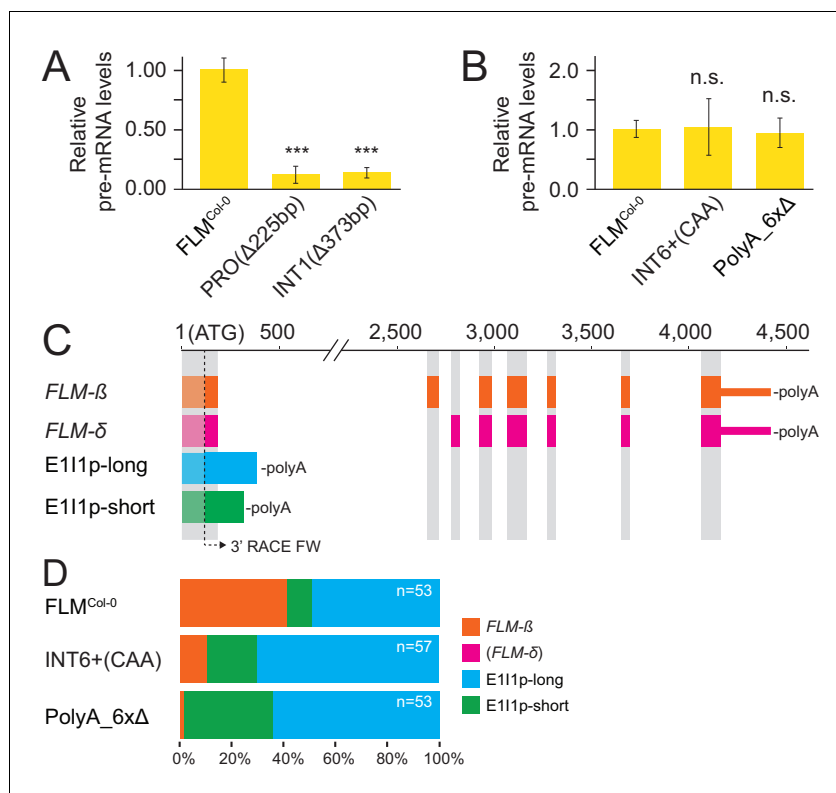 A
Relative
pre-mRNA levels
1.00
0.50
0.00
***
***
FLMCol-0
PRO(Δ225bp)
INT1(Δ373bp)
B
Relative
pre-mRNA levels
2.0
1.0
0.0
n.s.
n.s.
FLMCol-0
INT6+(CAA)
PolyA_6xΔ
C
1 (ATG) 500 // 2,500 3,000 3,500 4,000 4,500
FLM-ß -polyA
FLM-δ -polyA
E1I1p-long -polyA
E1I1p-short -polyA
3' RACE FW
D
FLMCol-0 n=53
INT6+(CAA) n=57
PolyA_6xΔ n=53
0% 20% 40% 60% 80% 100%
FLM-ß
(FLM-δ)
E1I1p-long
E1I1p-short